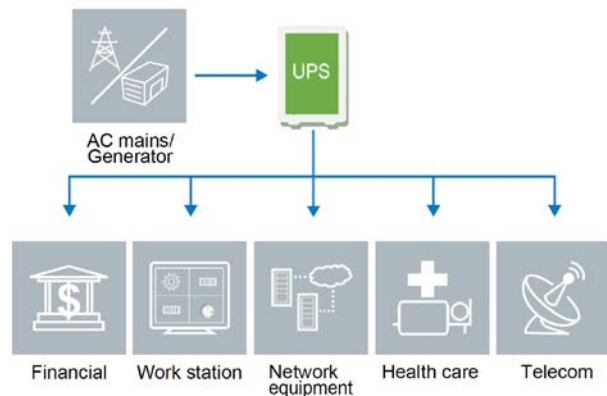 UPS
AC mains/
Generator
$
Financial
Work station
Network
equipment
Health care
Telecom